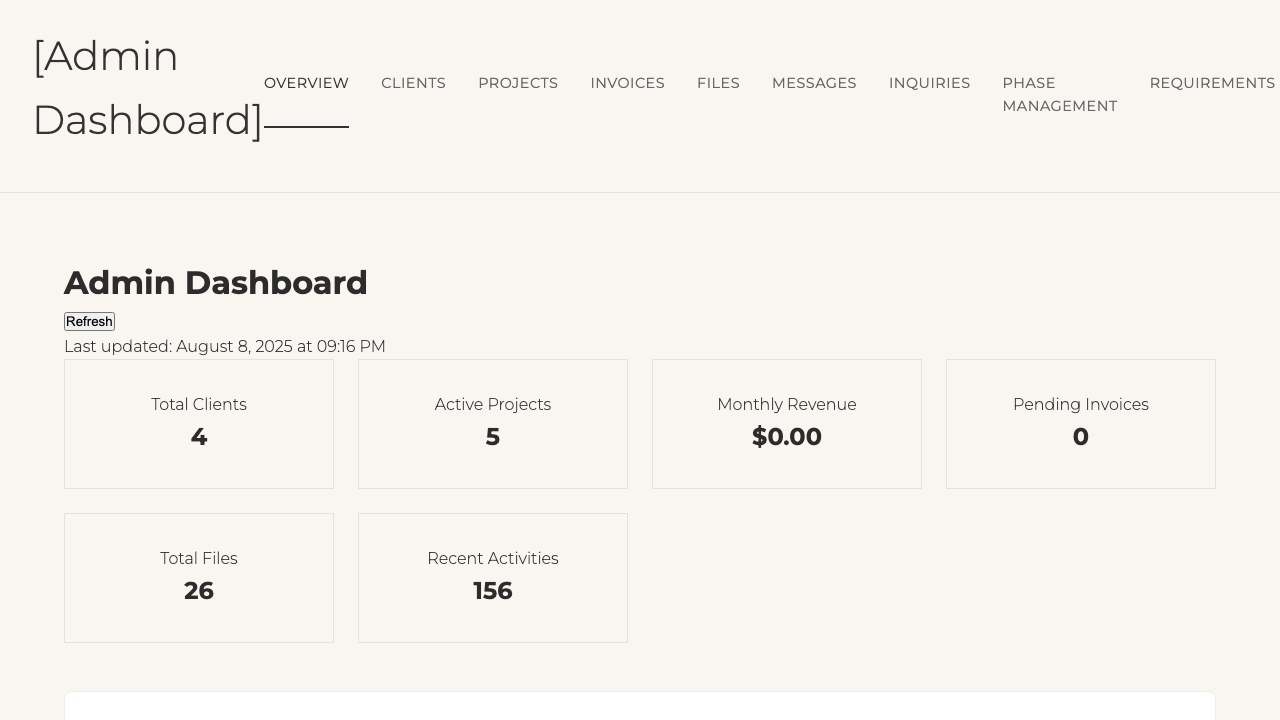 [Admin
Dashboard]
OVERVIEW
CLIENTS
PROJECTS
INVOICES
FILES
MESSAGES
INQUIRIES
PHASE
MANAGEMENT
REQUIREMENTS
Admin Dashboard
Refresh
Last updated: August 8, 2025 at 09:16 PM
Total Clients
4
Active Projects
5
Monthly Revenue
$0.00
Pending Invoices
0
Total Files
26
Recent Activities
156